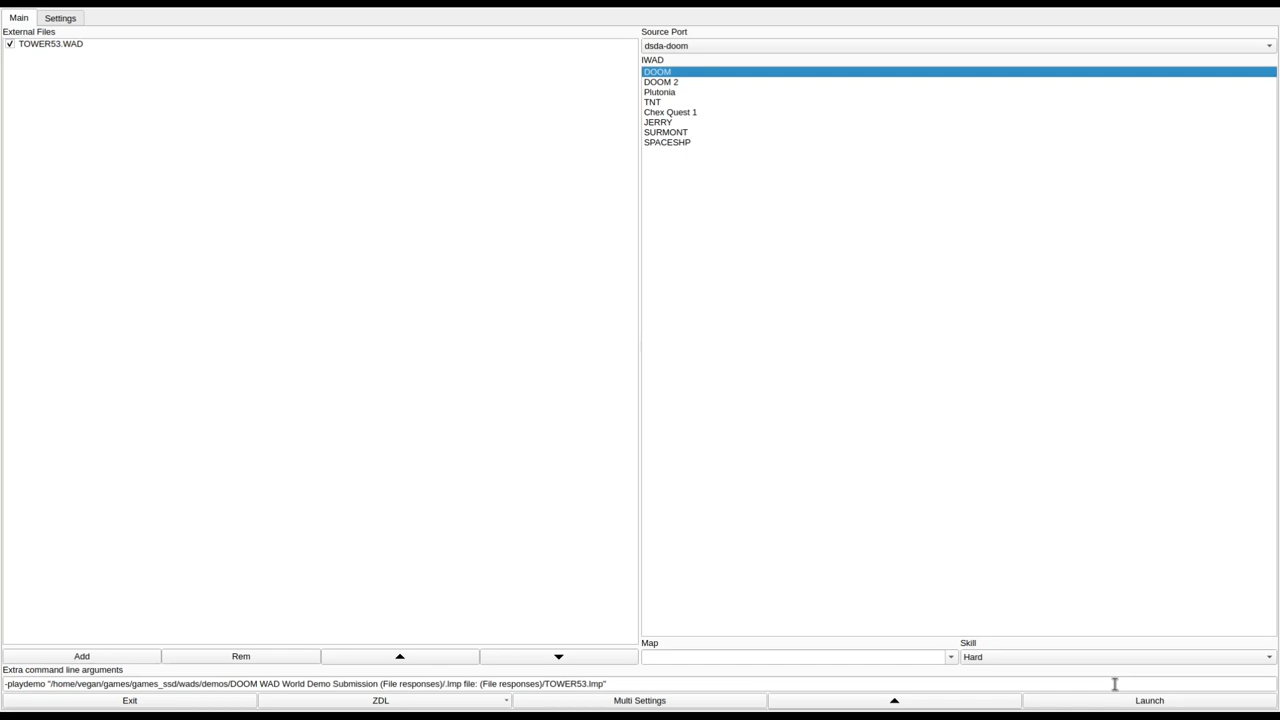 Main Settings
External Files
TOWER53.WAD
Source Port
dsda-doom
IWAD
DOOM
DOOM 2
Plutonia
TNT
Chex Quest 1
JERRY
SURMONT
SPACESHP
Map Skill
Hard
Add Rem
Extra command line arguments
-playdemo "/home/vegan/games/games_ssd/wads/demos/DOOM WAD World Demo Submission (File responses)/.lmp file: (File responses)/TOWER53.lmp"
Exit ZDL Multi Settings Launch